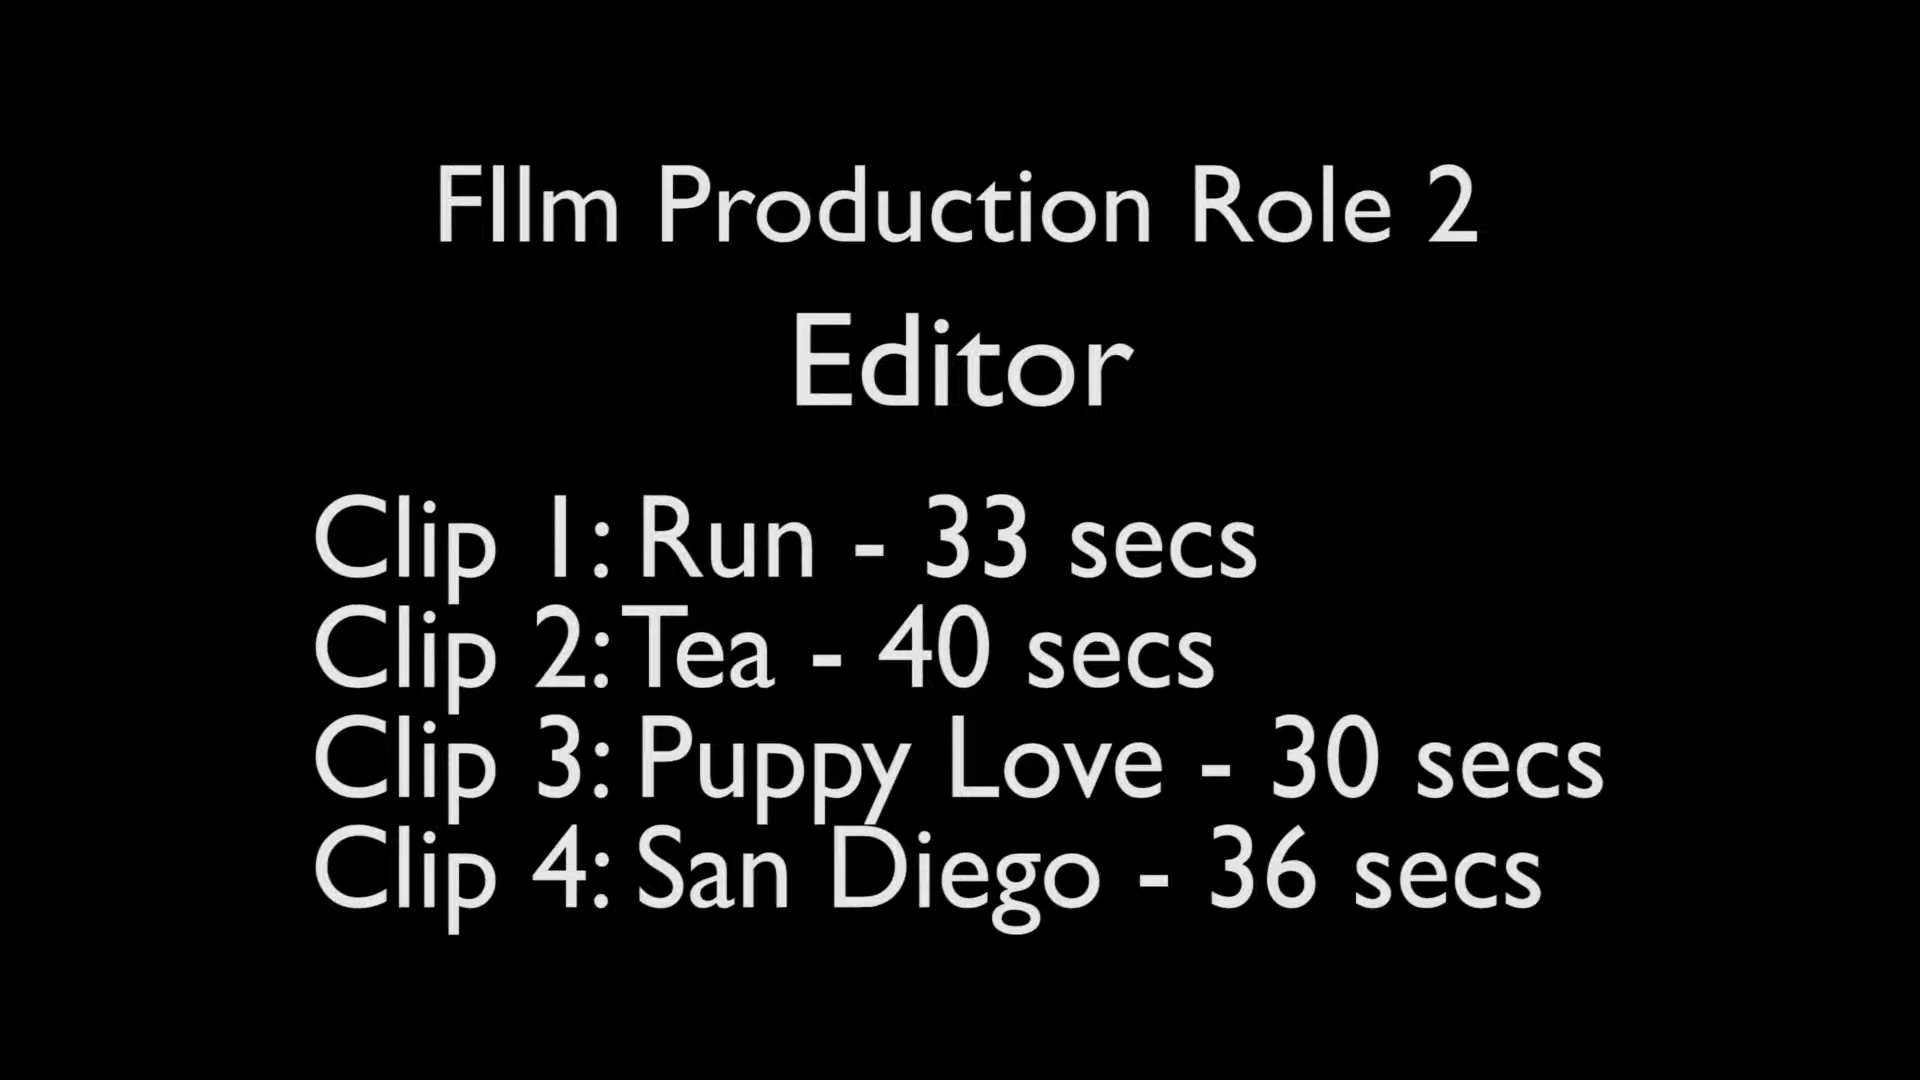 FIlm Production Role 2
Editor
Clip 1: Run - 33 secs
Clip 2: Tea - 40 secs
Clip 3: Puppy Love - 30 secs
Clip 4: San Diego - 36 secs